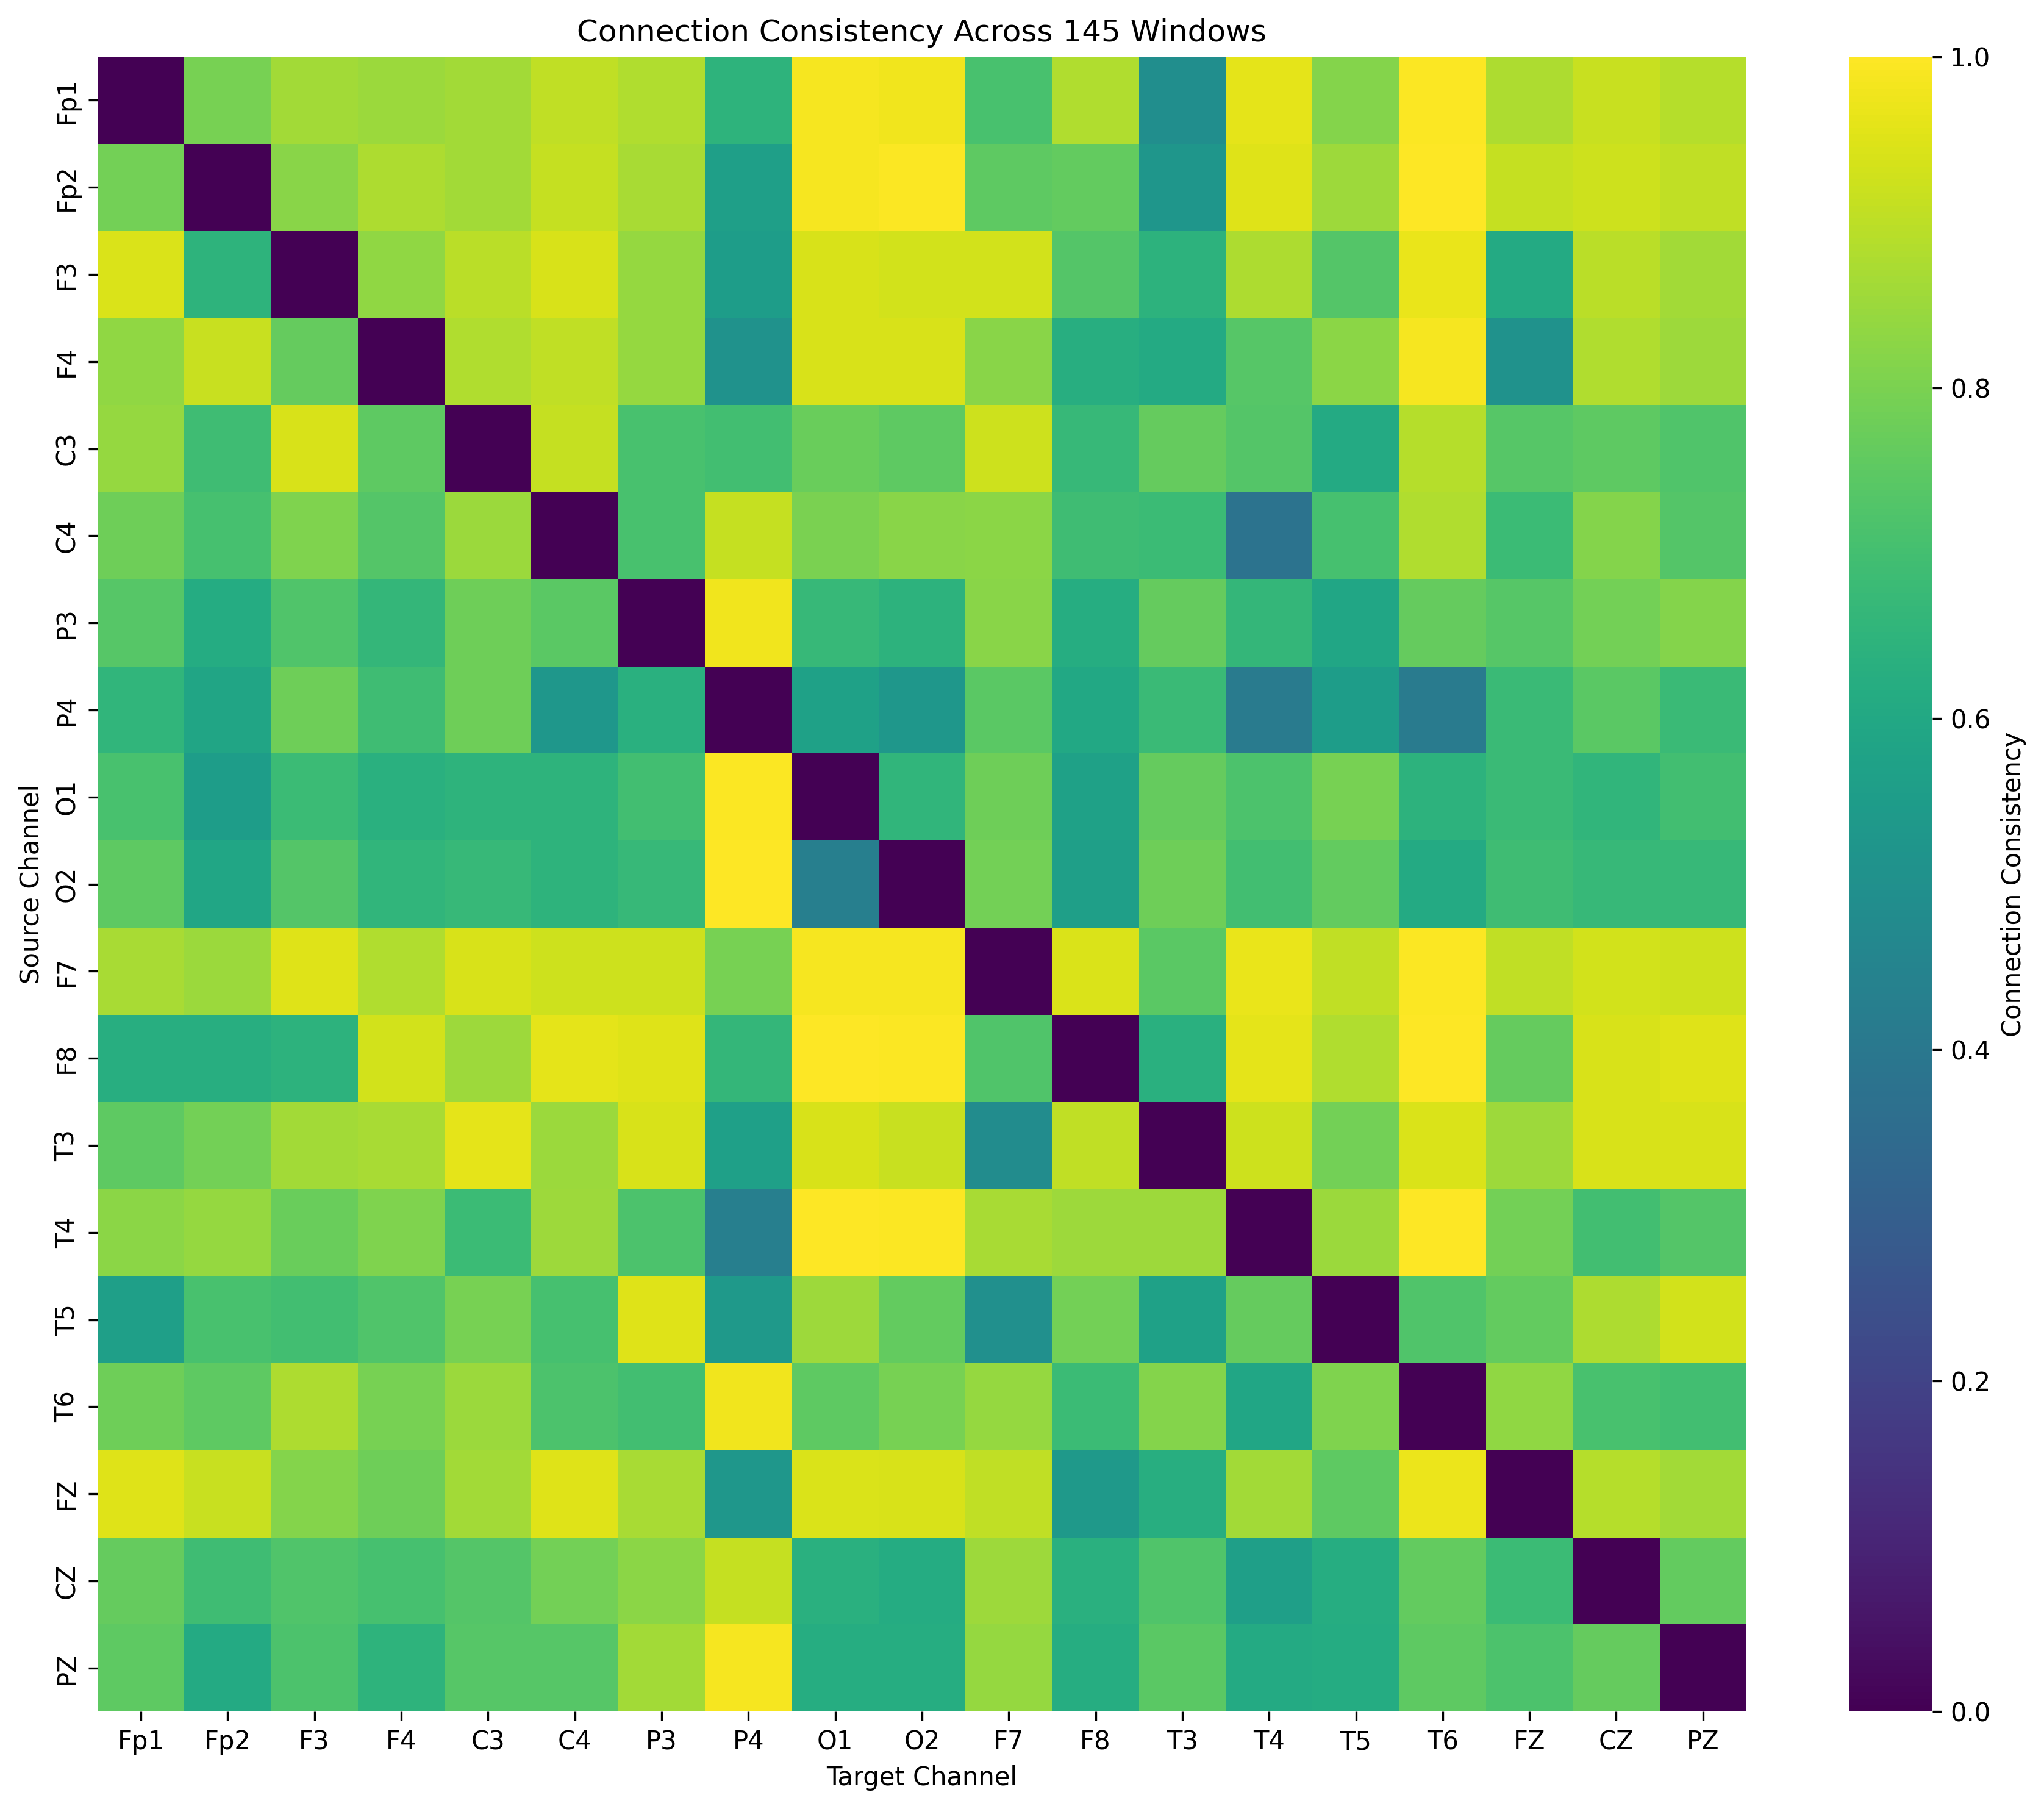 Connection Consistency Across 145 Windows
Source Channel
Fp1
Fp2
F3
F4
C3
C4
P3
P4
O1
O2
F7
F8
T3
T4
T5
T6
FZ
CZ
PZ
Fp1 Fp2 F3 F4 C3 C4 P3 P4 O1 O2 F7 F8 T3 T4 T5 T6 FZ CZ PZ
Target Channel
1.0
0.8
0.6
0.4
0.2
0.0
Connection Consistency